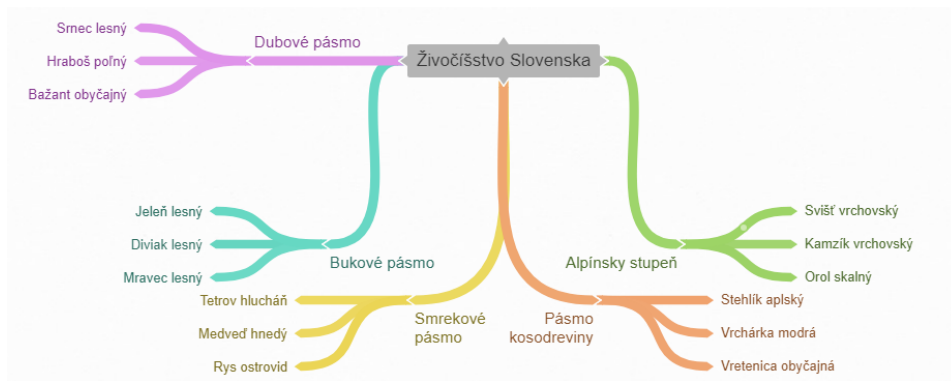 Živočíšstvo Slovenska
Dubové pásmo
Srnec lesný
Hraboš poľný
Bažant obyčajný
Bukové pásmo
Jeleň lesný
Diviak lesný
Mravec lesný
Smrekové
pásmo
Tetrov hlucháň
Medveď hnedý
Rys ostrovid
Pásmo
kosodreviny
Stehlík aplský
Vrchárka modrá
Vretenica obyčajná
Alpínsky stupeň
Svišť vrchovský
Kamzík vrchovský
Orol skalný